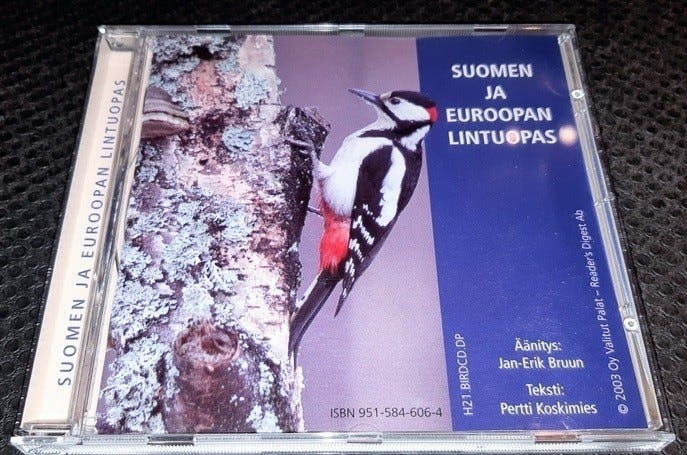 SUOMEN JA EUROOPAN LINTUOPAS
SUOMEN
JA
EUROOPAN
LINTUOPAS
Äänitys:
Jan-Erik Bruun
Teksti:
Pertti Koskimies
ISBN 951-584-606-4
H21 BIRDCD.DP
© 2003 Oy Valitut Palat – Reader's Digest Ab